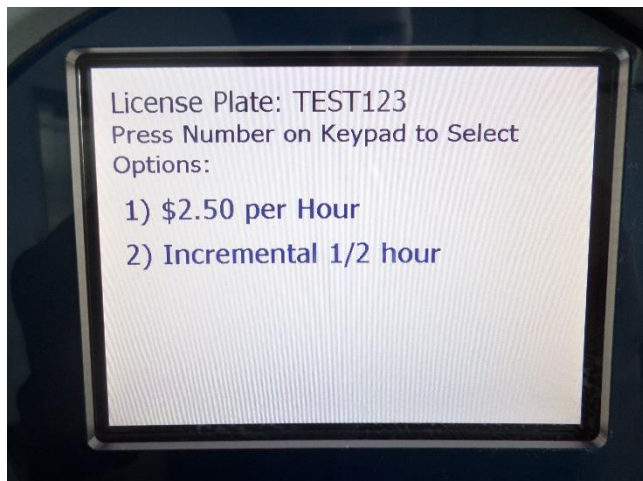 License Plate: TEST123
Press Number on Keypad to Select
Options:
1) $2.50 per Hour
2) Incremental 1/2 hour